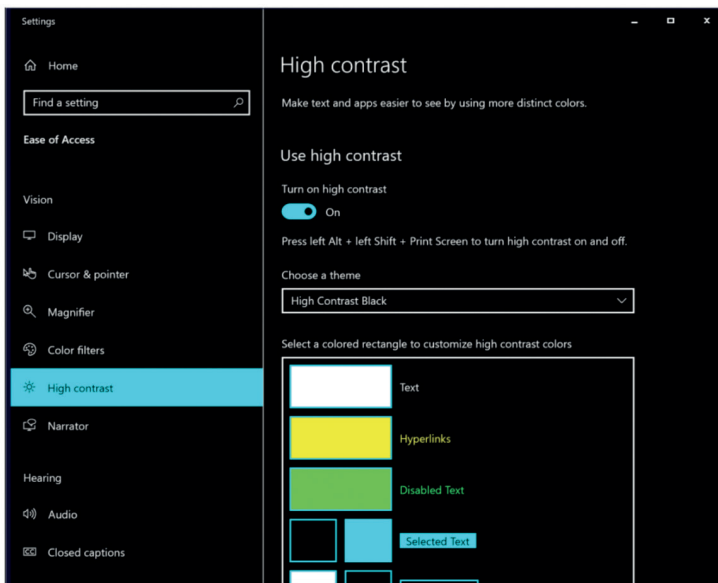 Settings
Home
Find a setting
Ease of Access
Vision
Display
Cursor & pointer
Magnifier
Color filters
High contrast
Narrator
Hearing
Audio
Closed captions
High contrast
Make text and apps easier to see by using more distinct colors.
Use high contrast
Turn on high contrast
On
Press left Alt + left Shift + Print Screen to turn high contrast on and off.
Choose a theme
High Contrast Black
Select a colored rectangle to customize high contrast colors
Text
Hyperlinks
Disabled Text
Selected Text